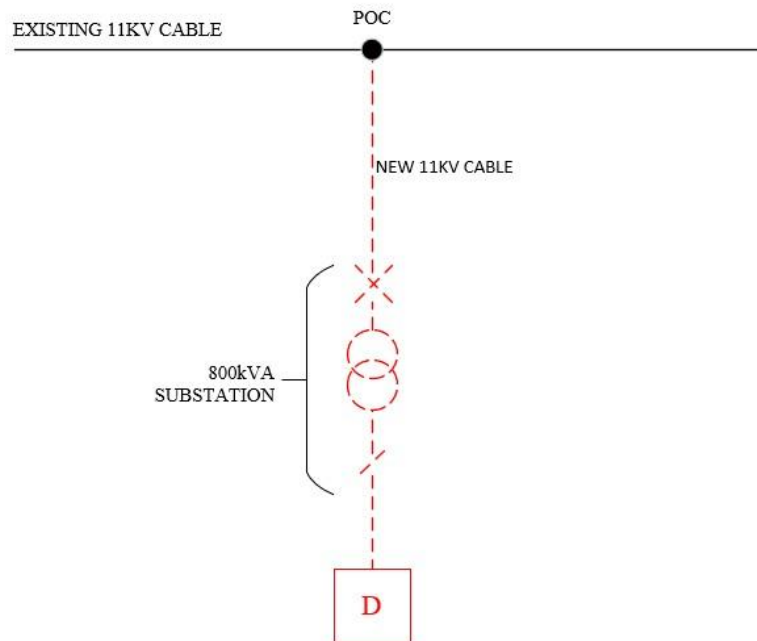 POC
EXISTING 11KV CABLE
NEW 11KV CABLE
800kVA
SUBSTATION
D